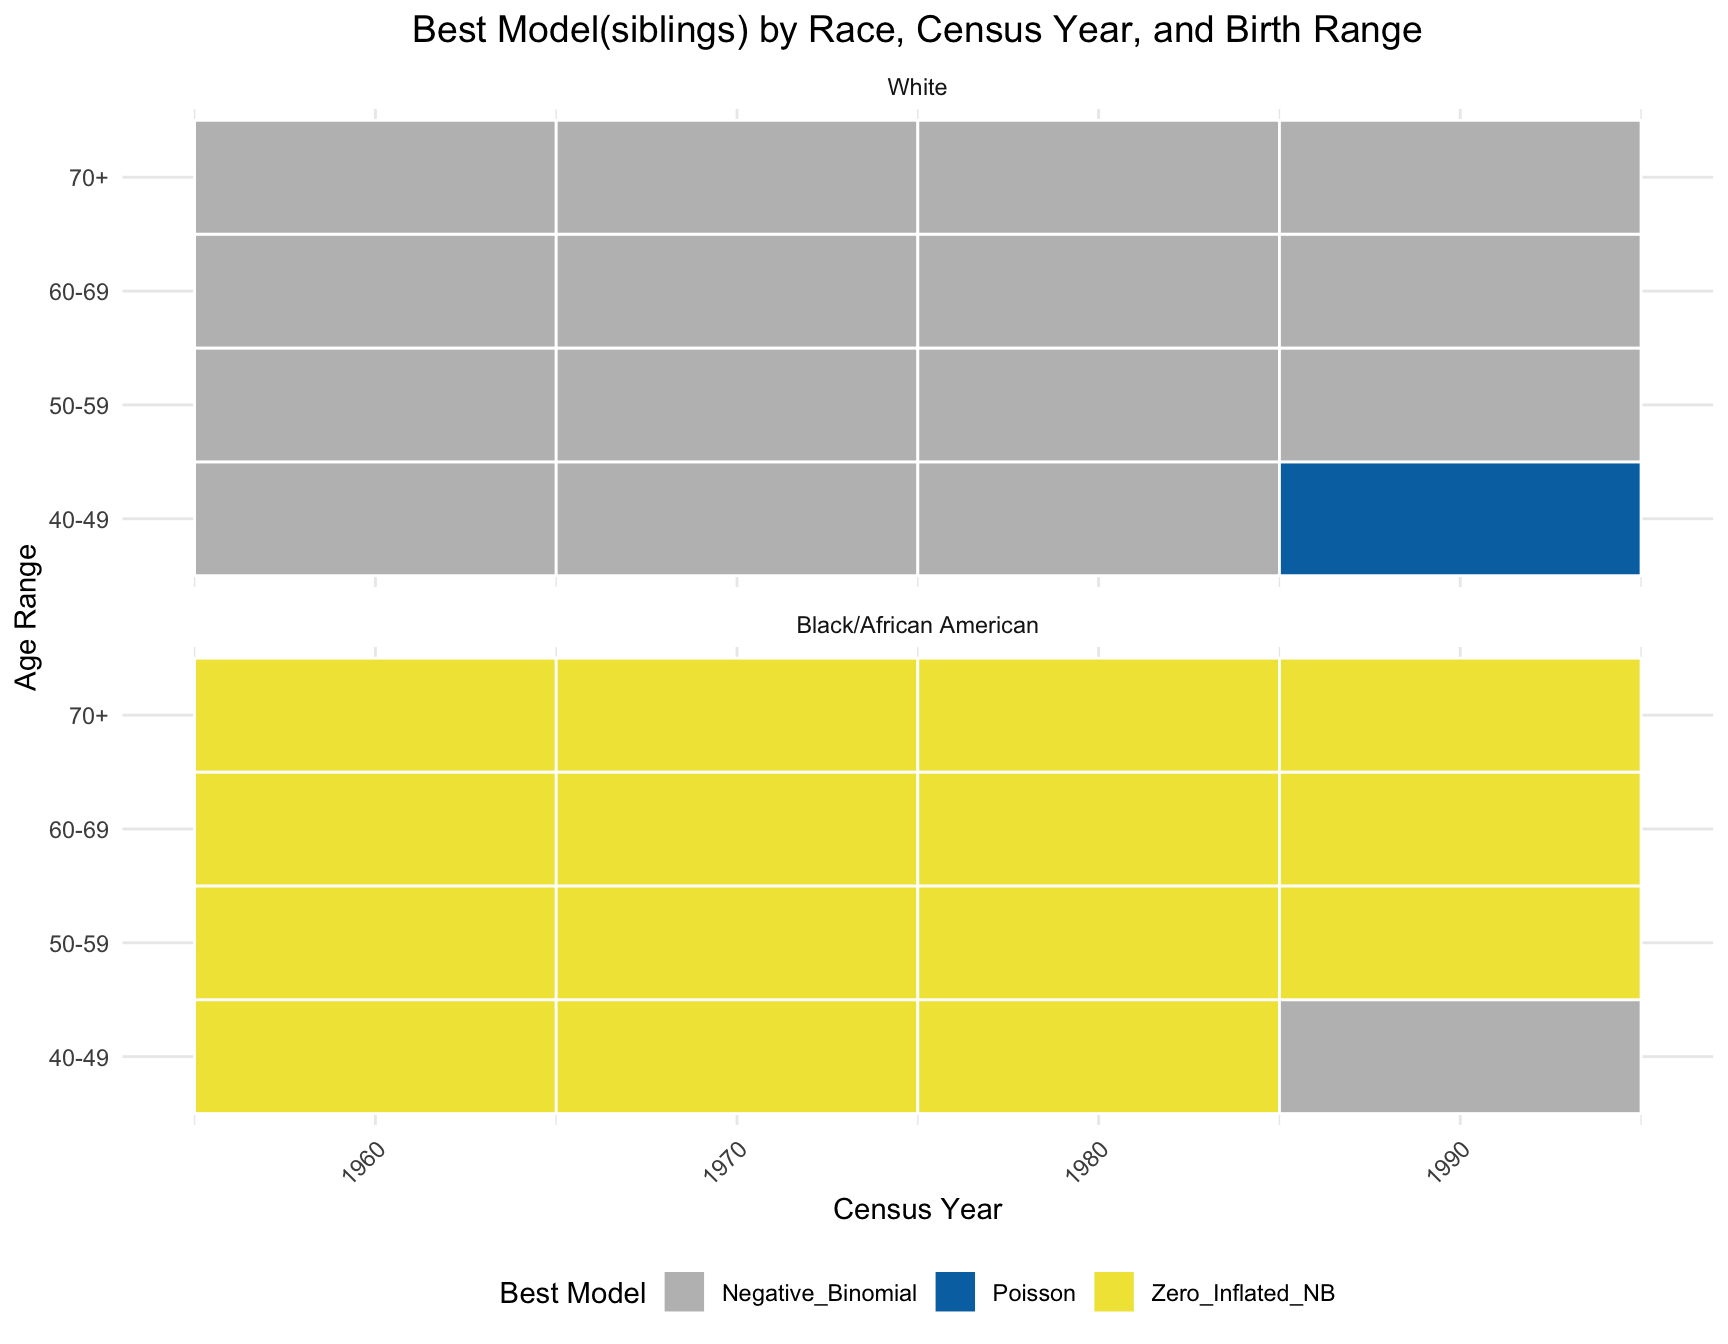 Best Model(siblings) by Race, Census Year, and Birth Range
White
70+
60-69
50-59
40-49
Age Range
Black/African American
70+
60-69
50-59
40-49
1960
1970
1980
1990
Census Year
Best Model
Negative_Binomial
Poisson
Zero_Inflated_NB